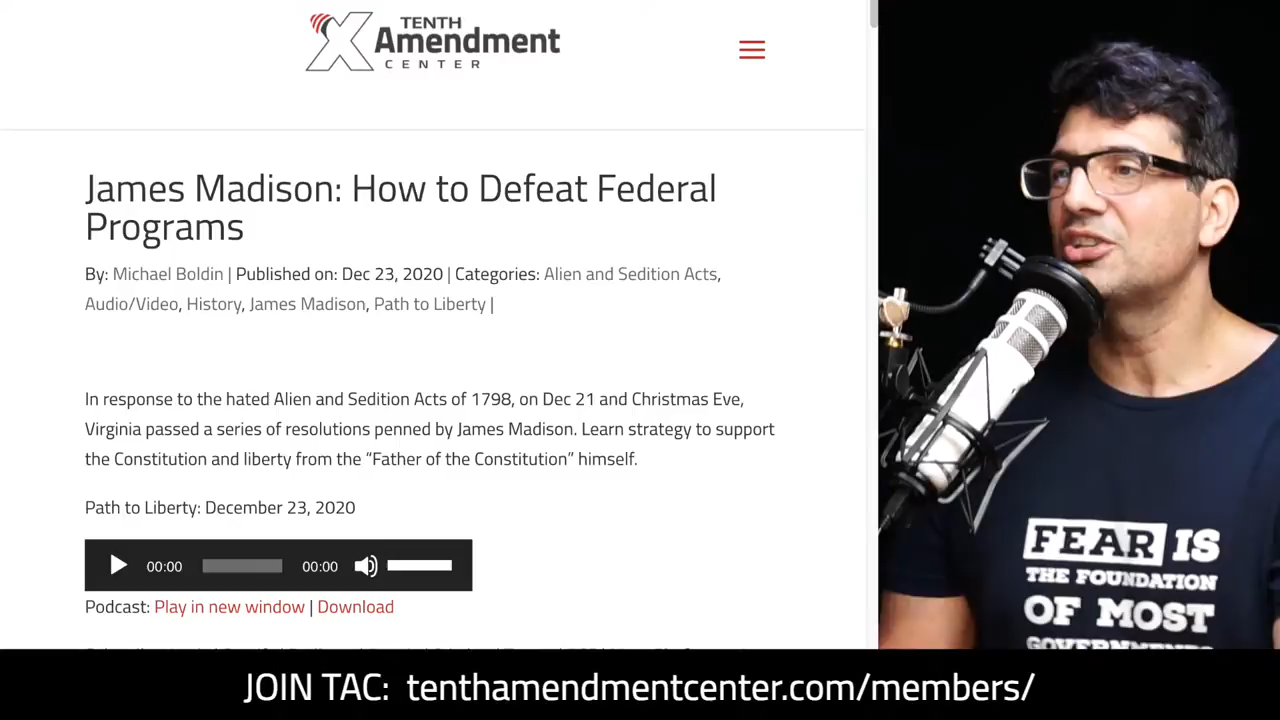 TENTH
Amendment
CENTER
James Madison: How to Defeat Federal
Programs
By: Michael Boldin | Published on: Dec 23, 2020 | Categories: Alien and Sedition Acts,
Audio/Video, History, James Madison, Path to Liberty |
In response to the hated Alien and Sedition Acts of 1798, on Dec 21 and Christmas Eve,
Virginia passed a series of resolutions penned by James Madison. Learn strategy to support
the Constitution and liberty from the “Father of the Constitution” himself.
Path to Liberty: December 23, 2020
00:00 00:00
Podcast: Play in new window | Download
FEAR IS
THE FOUNDATION
OF MOST
GOVERNMENTS
JOIN TAC: tenthamendmentcenter.com/members/